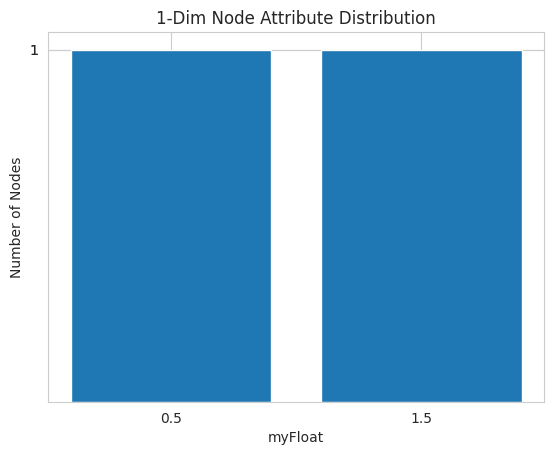 1-Dim Node Attribute Distribution
1
Number of Nodes
0.5 1.5
myFloat